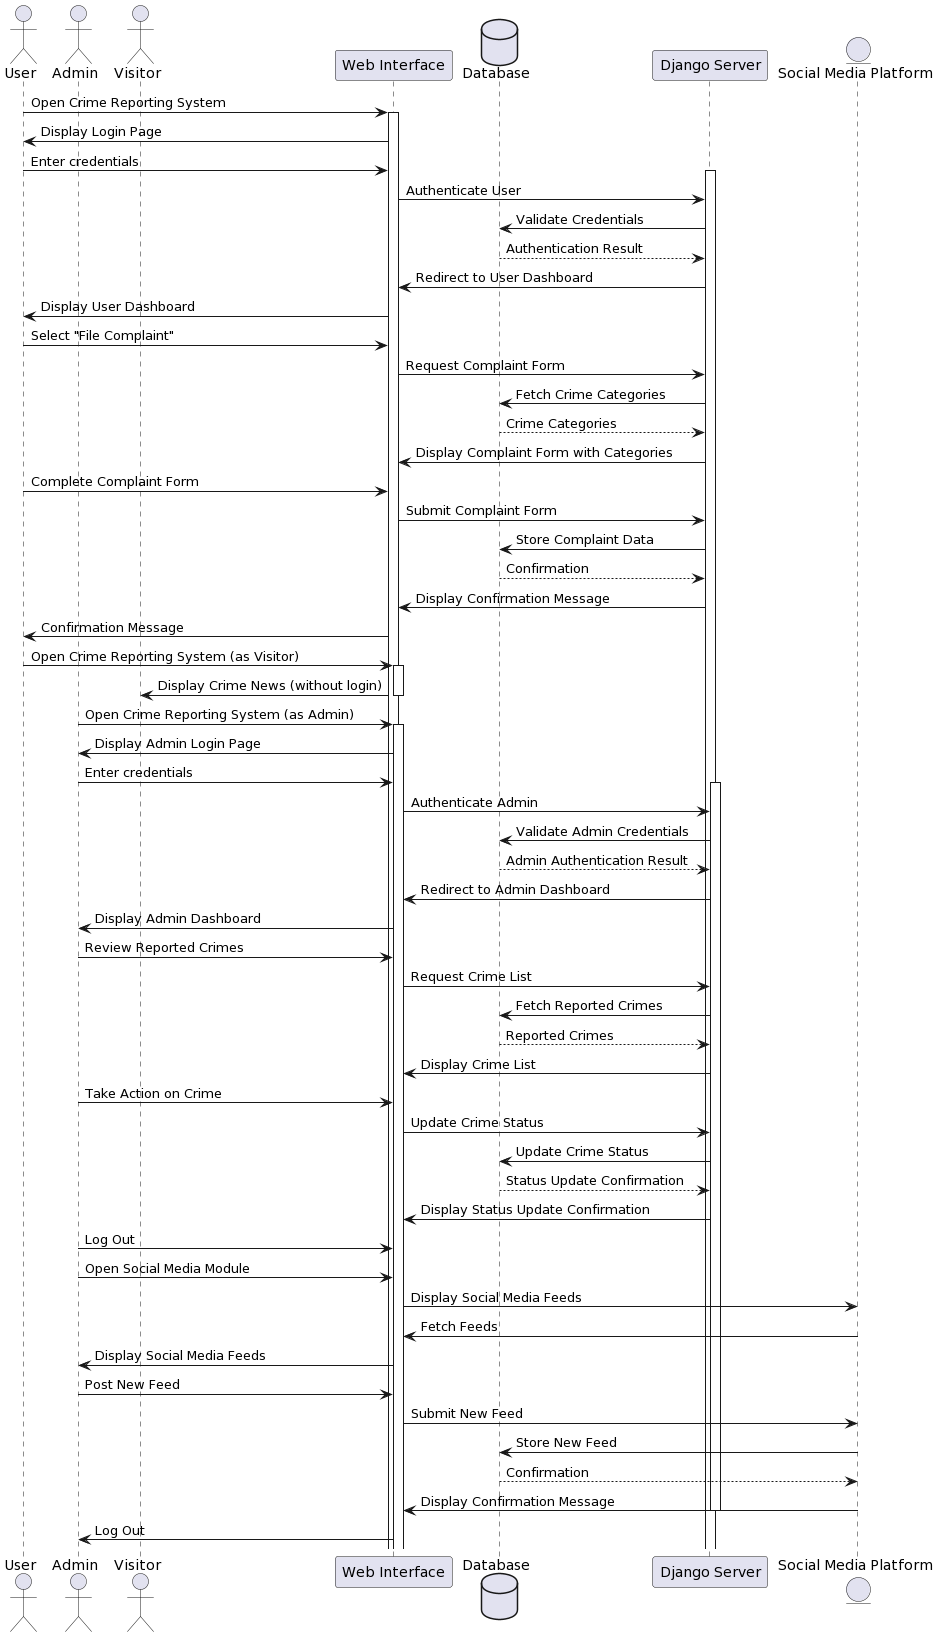 User
Admin
Visitor
Web Interface
Database
Django Server
Social Media Platform
Open Crime Reporting System
Display Login Page
Enter credentials
Authenticate User
Validate Credentials
Authentication Result
Redirect to User Dashboard
Display User Dashboard
Select "File Complaint"
Request Complaint Form
Fetch Crime Categories
Crime Categories
Display Complaint Form with Categories
Complete Complaint Form
Submit Complaint Form
Store Complaint Data
Confirmation
Display Confirmation Message
Confirmation Message
Open Crime Reporting System (as Visitor)
Display Crime News (without login)
Open Crime Reporting System (as Admin)
Display Admin Login Page
Enter credentials
Authenticate Admin
Validate Admin Credentials
Admin Authentication Result
Redirect to Admin Dashboard
Display Admin Dashboard
Review Reported Crimes
Request Crime List
Fetch Reported Crimes
Reported Crimes
Display Crime List
Take Action on Crime
Update Crime Status
Update Crime Status
Status Update Confirmation
Display Status Update Confirmation
Log Out
Open Social Media Module
Display Social Media Feeds
Fetch Feeds
Display Social Media Feeds
Post New Feed
Submit New Feed
Store New Feed
Confirmation
Display Confirmation Message
Log Out
User
Admin
Visitor
Web Interface
Database
Django Server
Social Media Platform